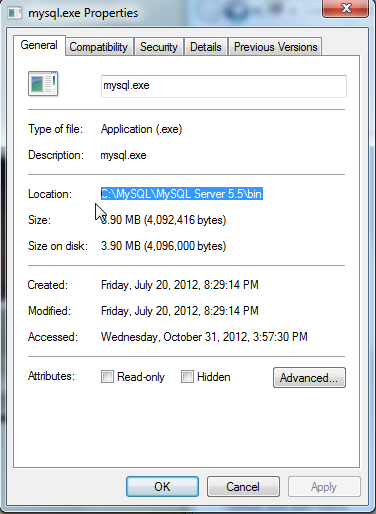 mysql.exe Properties
General Compatibility Security Details Previous Versions
mysql.exe
Type of file: Application (.exe)
Description: mysql.exe
Location: C:\MySQL\MySQL Server 5.5\bin
Size: 3.90 MB (4,092,416 bytes)
Size on disk: 3.90 MB (4,096,000 bytes)
Created: Friday, July 20, 2012, 8:29:14 PM
Modified: Friday, July 20, 2012, 8:29:14 PM
Accessed: Wednesday, October 31, 2012, 3:57:30 PM
Attributes: Read-only Hidden Advanced...
OK Cancel Apply